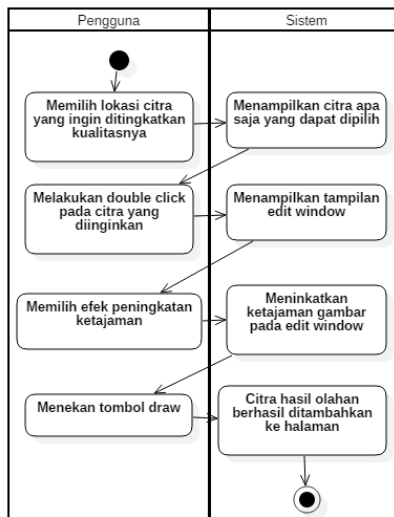 Pengguna
Sistem
Memilih lokasi citra
yang ingin ditingkatkan
kualitasnya
Menampilkan citra apa
saja yang dapat dipilih
Melakukan double click
pada citra yang
diinginkan
Menampilkan tampilan
edit window
Memilih efek peningkatan
ketajaman
Meninkatkan
ketajaman gambar
pada edit window
Menekan tombol draw
Citra hasil olahan
berhasil ditambahkan
ke halaman